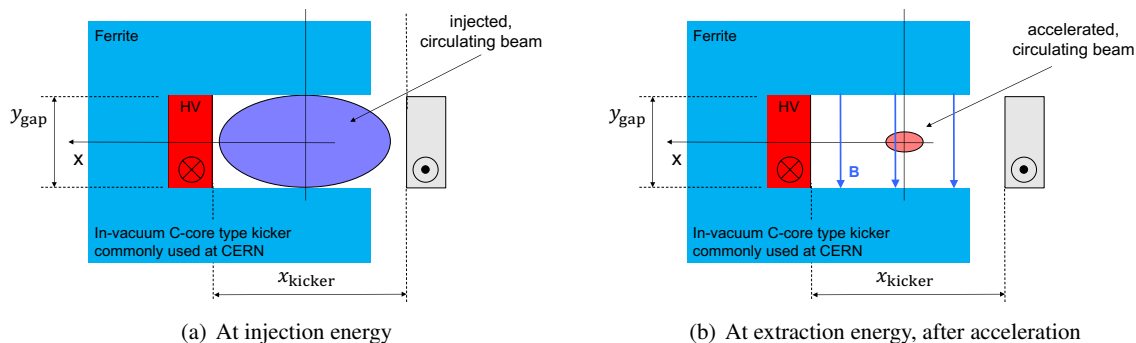 injected,
circulating beam
Ferrite
HV
y_gap
x
In-vacuum C-core type kicker
commonly used at CERN
x_kicker
(a) At injection energy
accelerated,
circulating beam
Ferrite
HV
y_gap
x
B
In-vacuum C-core type kicker
commonly used at CERN
x_kicker
(b) At extraction energy, after acceleration